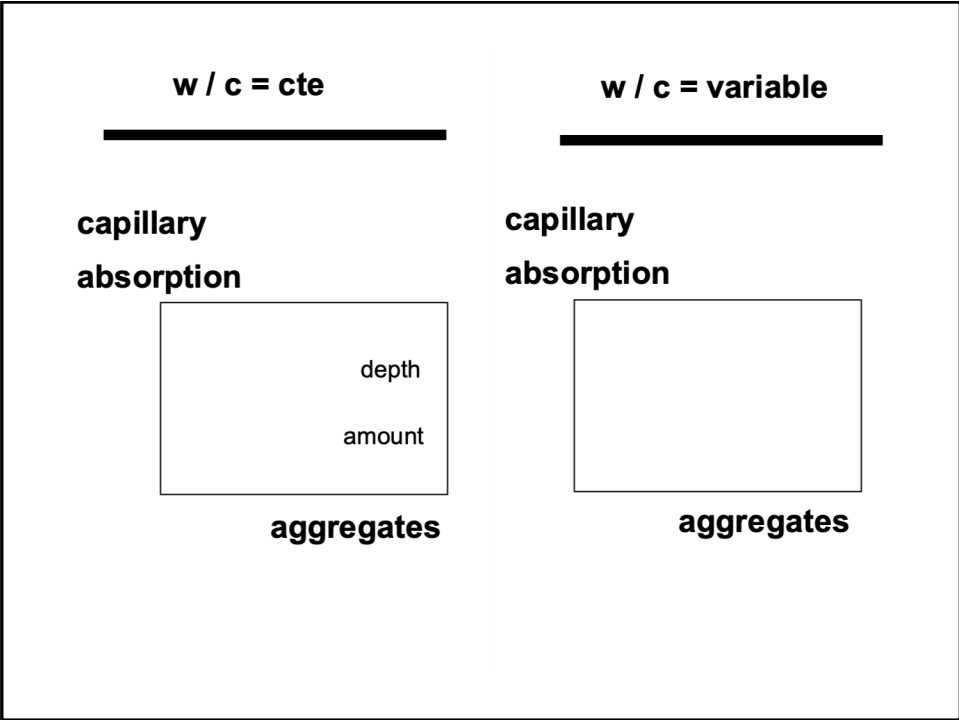 w / c = cte
capillary
absorption
depth
amount
aggregates
w / c = variable
capillary
absorption
aggregates